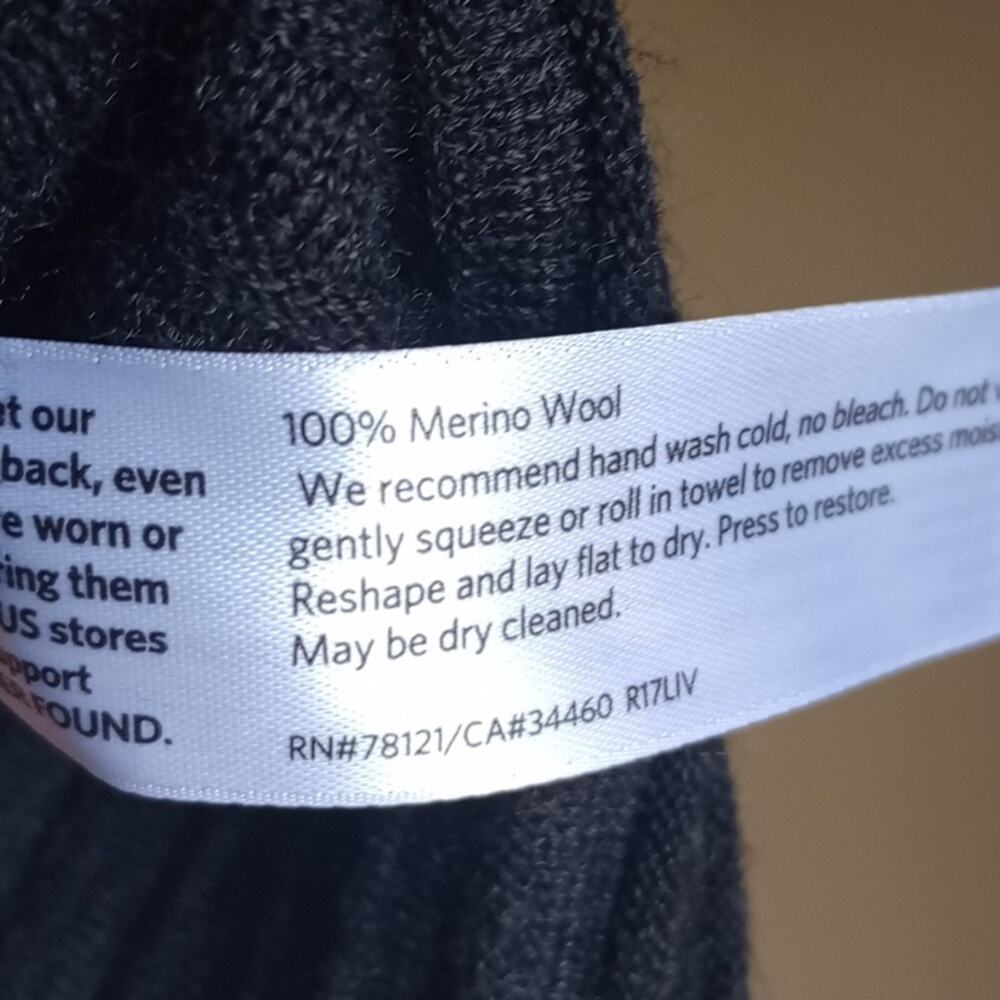 our
back, even
worn or
them
US stores
FOUND.
100% Merino Wool
We recommend hand wash cold, no bleach. Do not
gently squeeze or roll in towel to remove excess
Reshape and lay flat to dry. Press to restore.
May be dry cleaned.
RN#78121/CA#34460 R17LIV